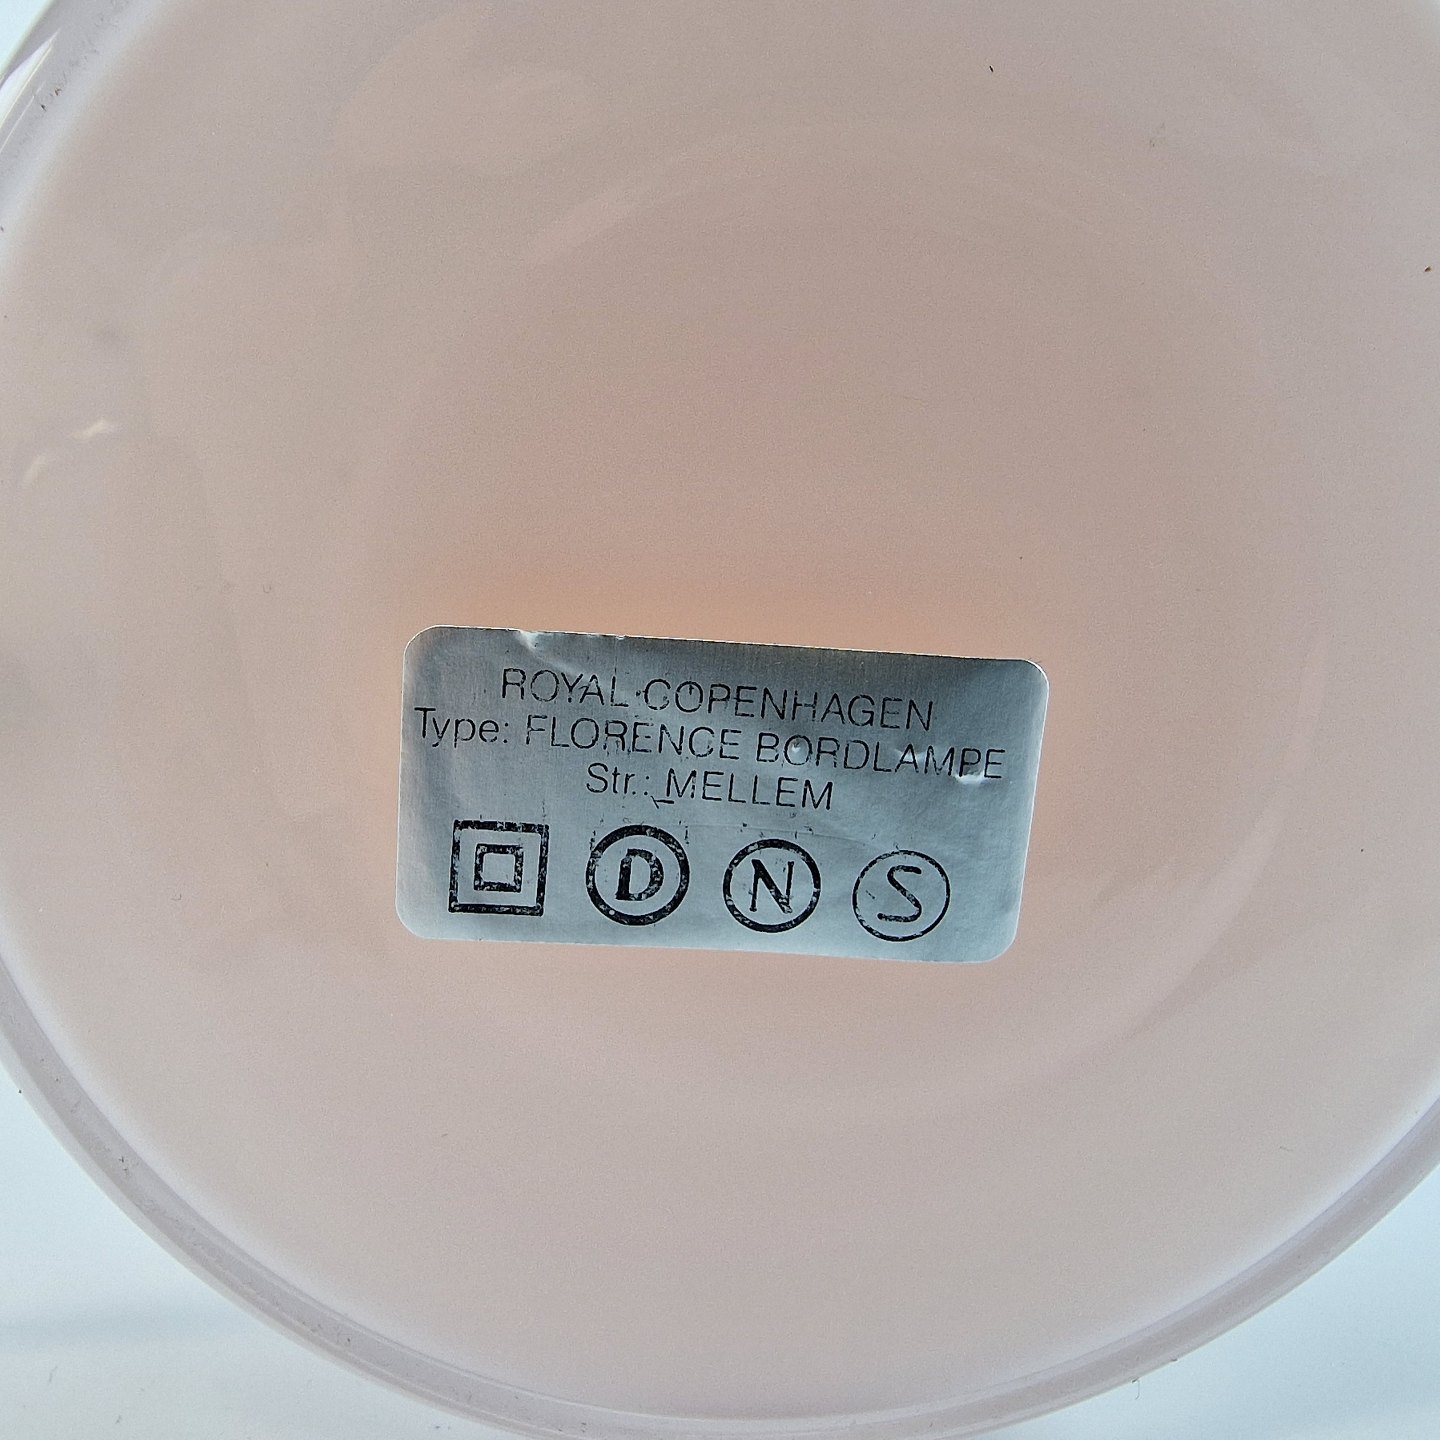 ROYAL COPENHAGEN
Type: FLORENCE BORDLAMPE
Str.: MELLEM
D N S